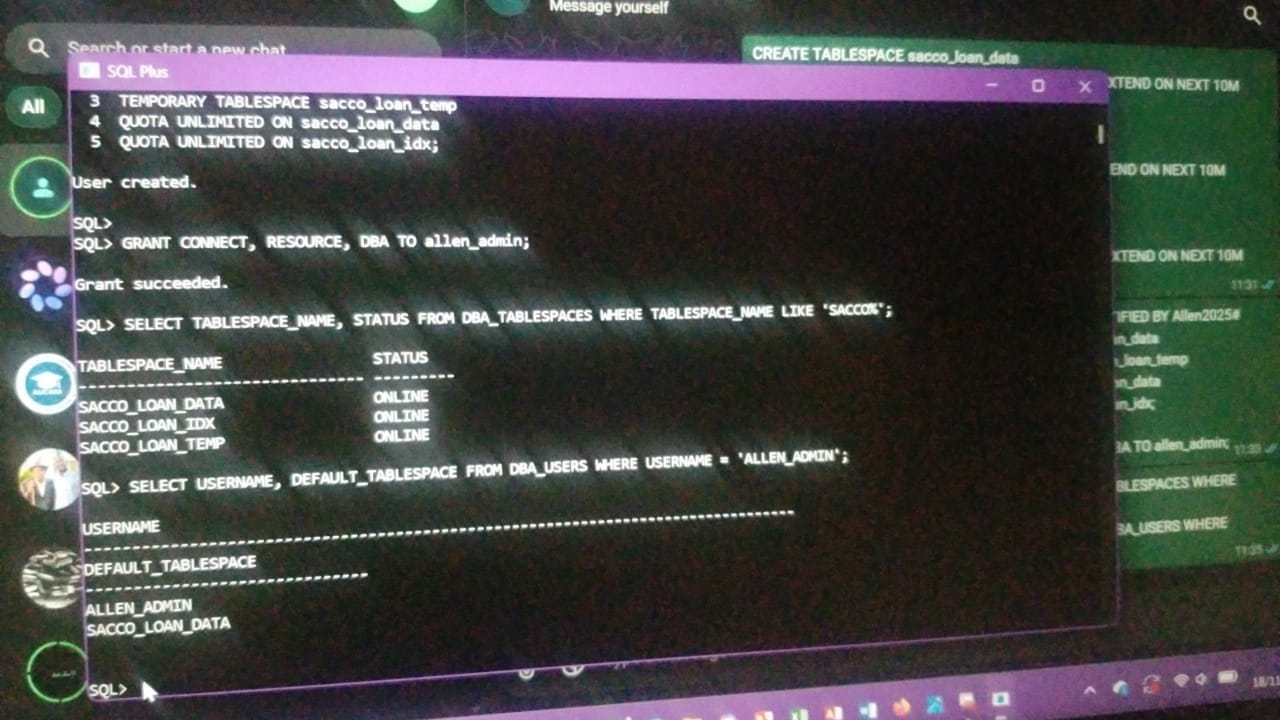 Message yourself
Search or start a new chat
All
CREATE TABLESPACE sacco_loan_data
XTEND ON NEXT 10M
END ON NEXT 10M
XTEND ON NEXT 10M
11:31
IFIED BY Allen2025#
n_data
_loan_temp
n_data
n_idx;
BA TO allen_admin;
BLESPACES WHERE
BA_USERS WHERE
11:35
SQL Plus
3 TEMPORARY TABLESPACE sacco_loan_temp
4 QUOTA UNLIMITED ON sacco_loan_data
5 QUOTA UNLIMITED ON sacco_loan_idx;
User created.
SQL>
SQL> GRANT CONNECT, RESOURCE, DBA TO allen_admin;
Grant succeeded.
SQL> SELECT TABLESPACE_NAME, STATUS FROM DBA_TABLESPACES WHERE TABLESPACE_NAME LIKE 'SACCO%';
TABLESPACE_NAME STATUS
------------------------------ ---------
SACCO_LOAN_DATA ONLINE
SACCO_LOAN_IDX ONLINE
SACCO_LOAN_TEMP ONLINE
SQL> SELECT USERNAME, DEFAULT_TABLESPACE FROM DBA_USERS WHERE USERNAME = 'ALLEN_ADMIN';
USERNAME
--------------------------------------------------------------------------------
DEFAULT_TABLESPACE
------------------------------
ALLEN_ADMIN
SACCO_LOAN_DATA
SQL>
18/11